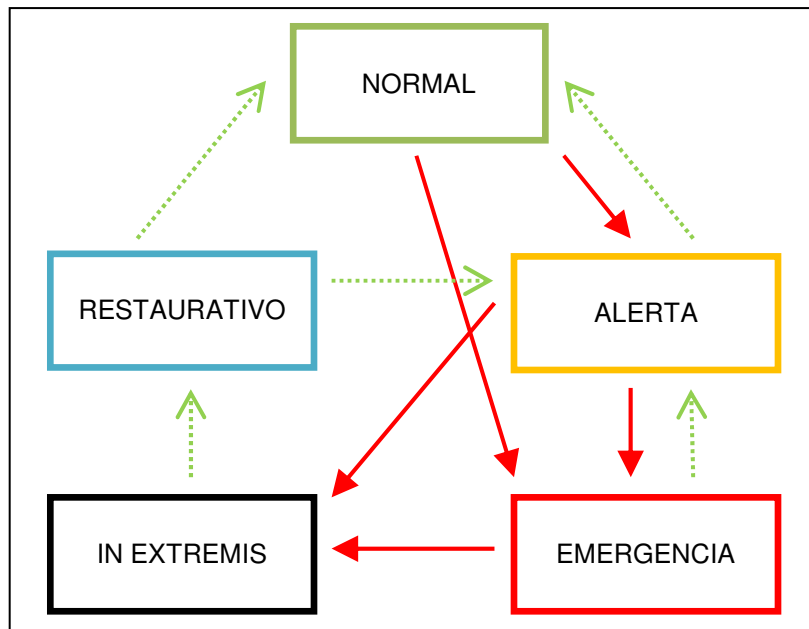 NORMAL
RESTAURATIVO
ALERTA
IN EXTREMIS
EMERGENCIA